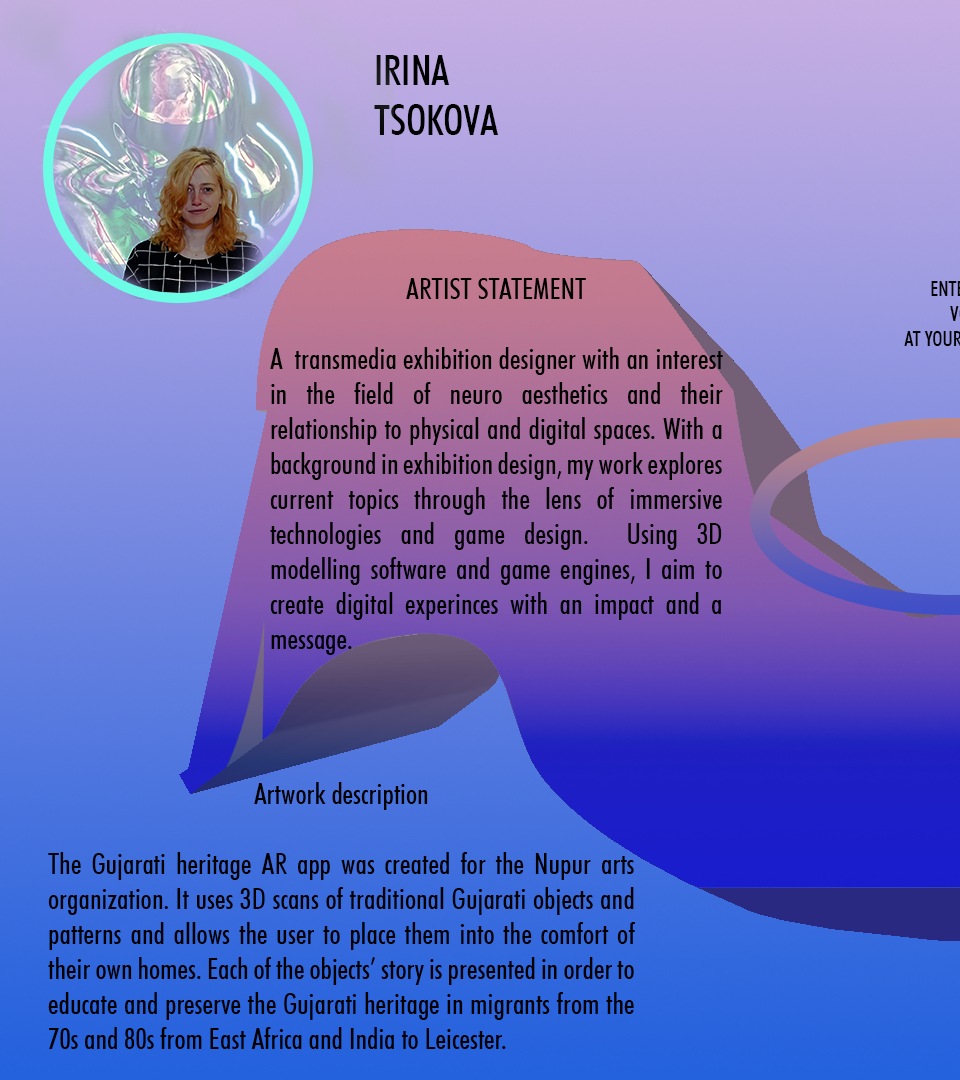 IRINA
TSOKOVA
ARTIST STATEMENT
A transmedia exhibition designer with an interest
in the field of neuro aesthetics and their
relationship to physical and digital spaces. With a
background in exhibition design, my work explores
current topics through the lens of immersive
technologies and game design. Using 3D
modelling software and game engines, I aim to
create digital experinces with an impact and a
message.
AT YOUR
Artwork description
The Gujarati heritage AR app was created for the Nupur arts
organization. It uses 3D scans of traditional Gujarati objects and
patterns and allows the user to place them into the comfort of
their own homes. Each of the objects' story is presented in order to
educate and preserve the Gujarati heritage in migrants from the
70s and 80s from East Africa and India to Leicester.